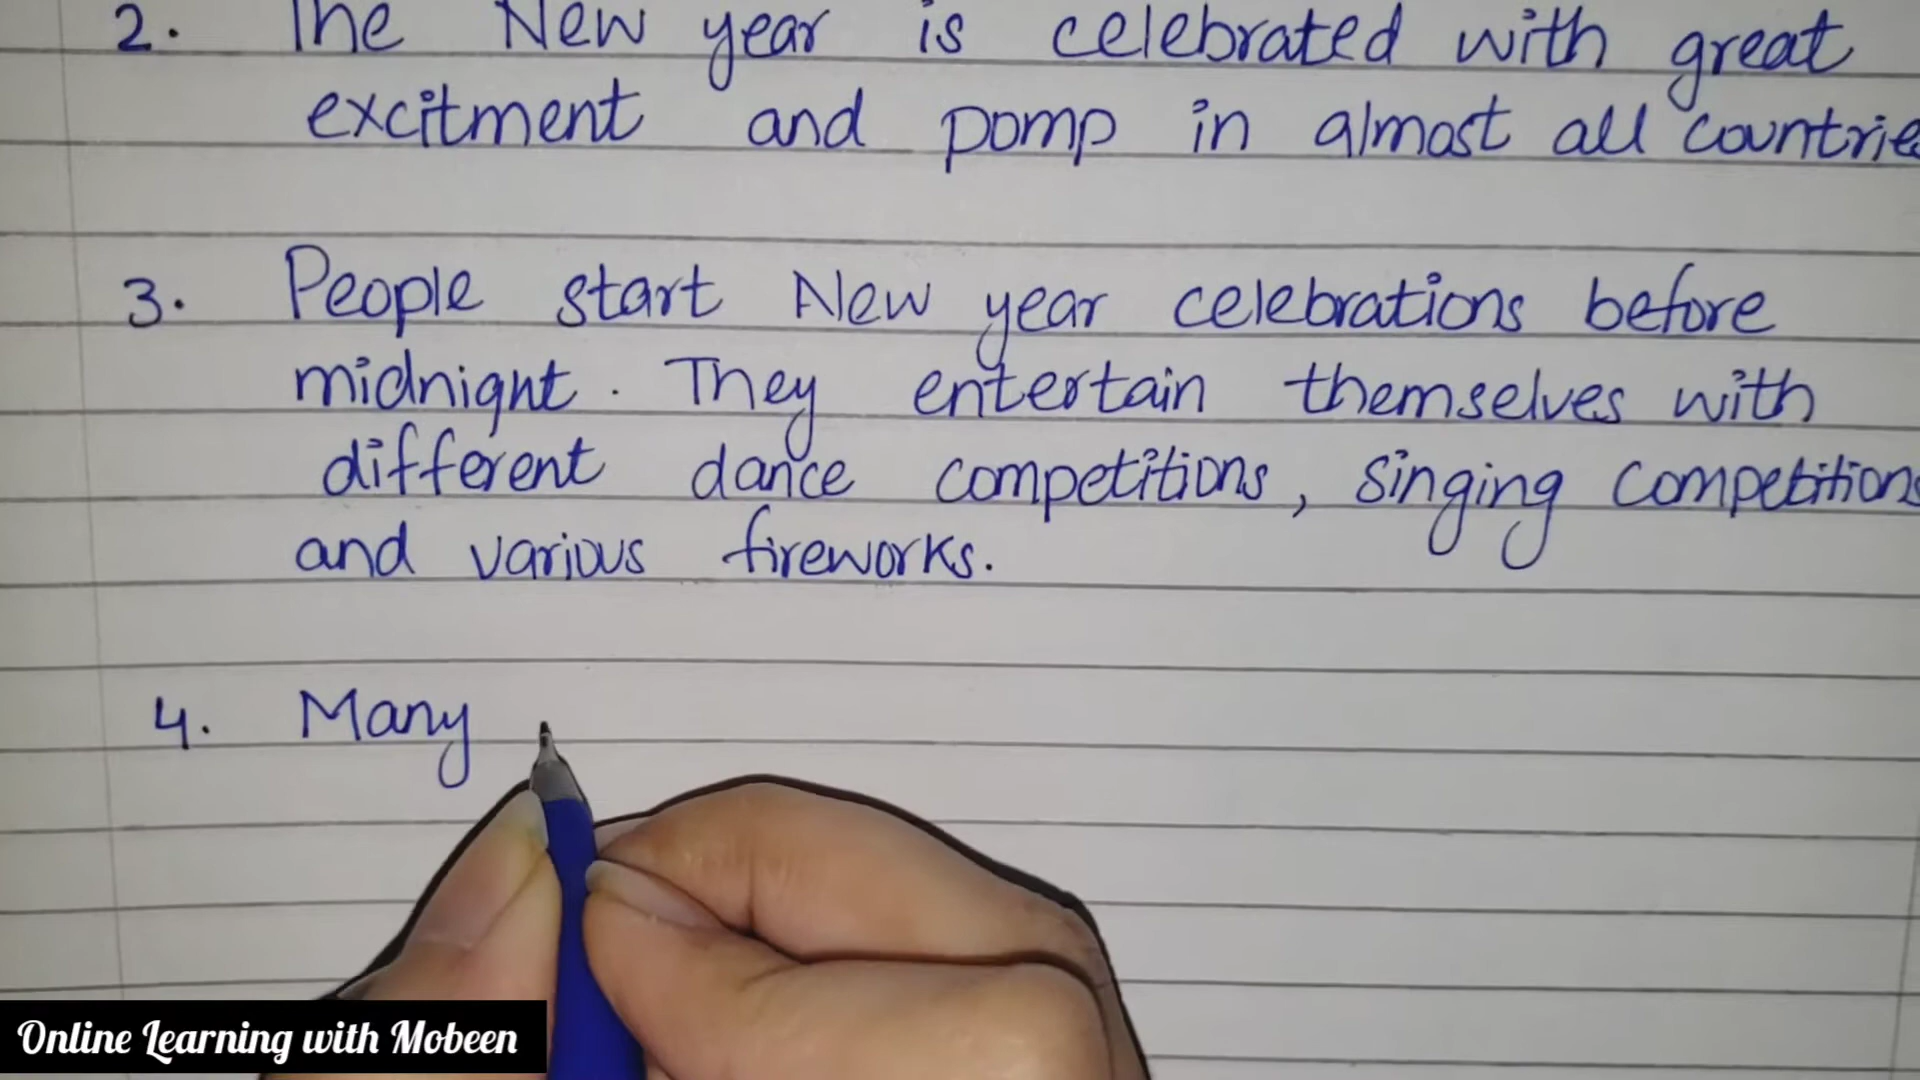 2. The New year is celebrated with great
excitment and pomp in almost all countrie
3. People start New year celebrations before
midnignt. They entertain themselves with
different dance competitions, singing competitions
and various fireworks.
4. Many
Online Learning with Mobeen